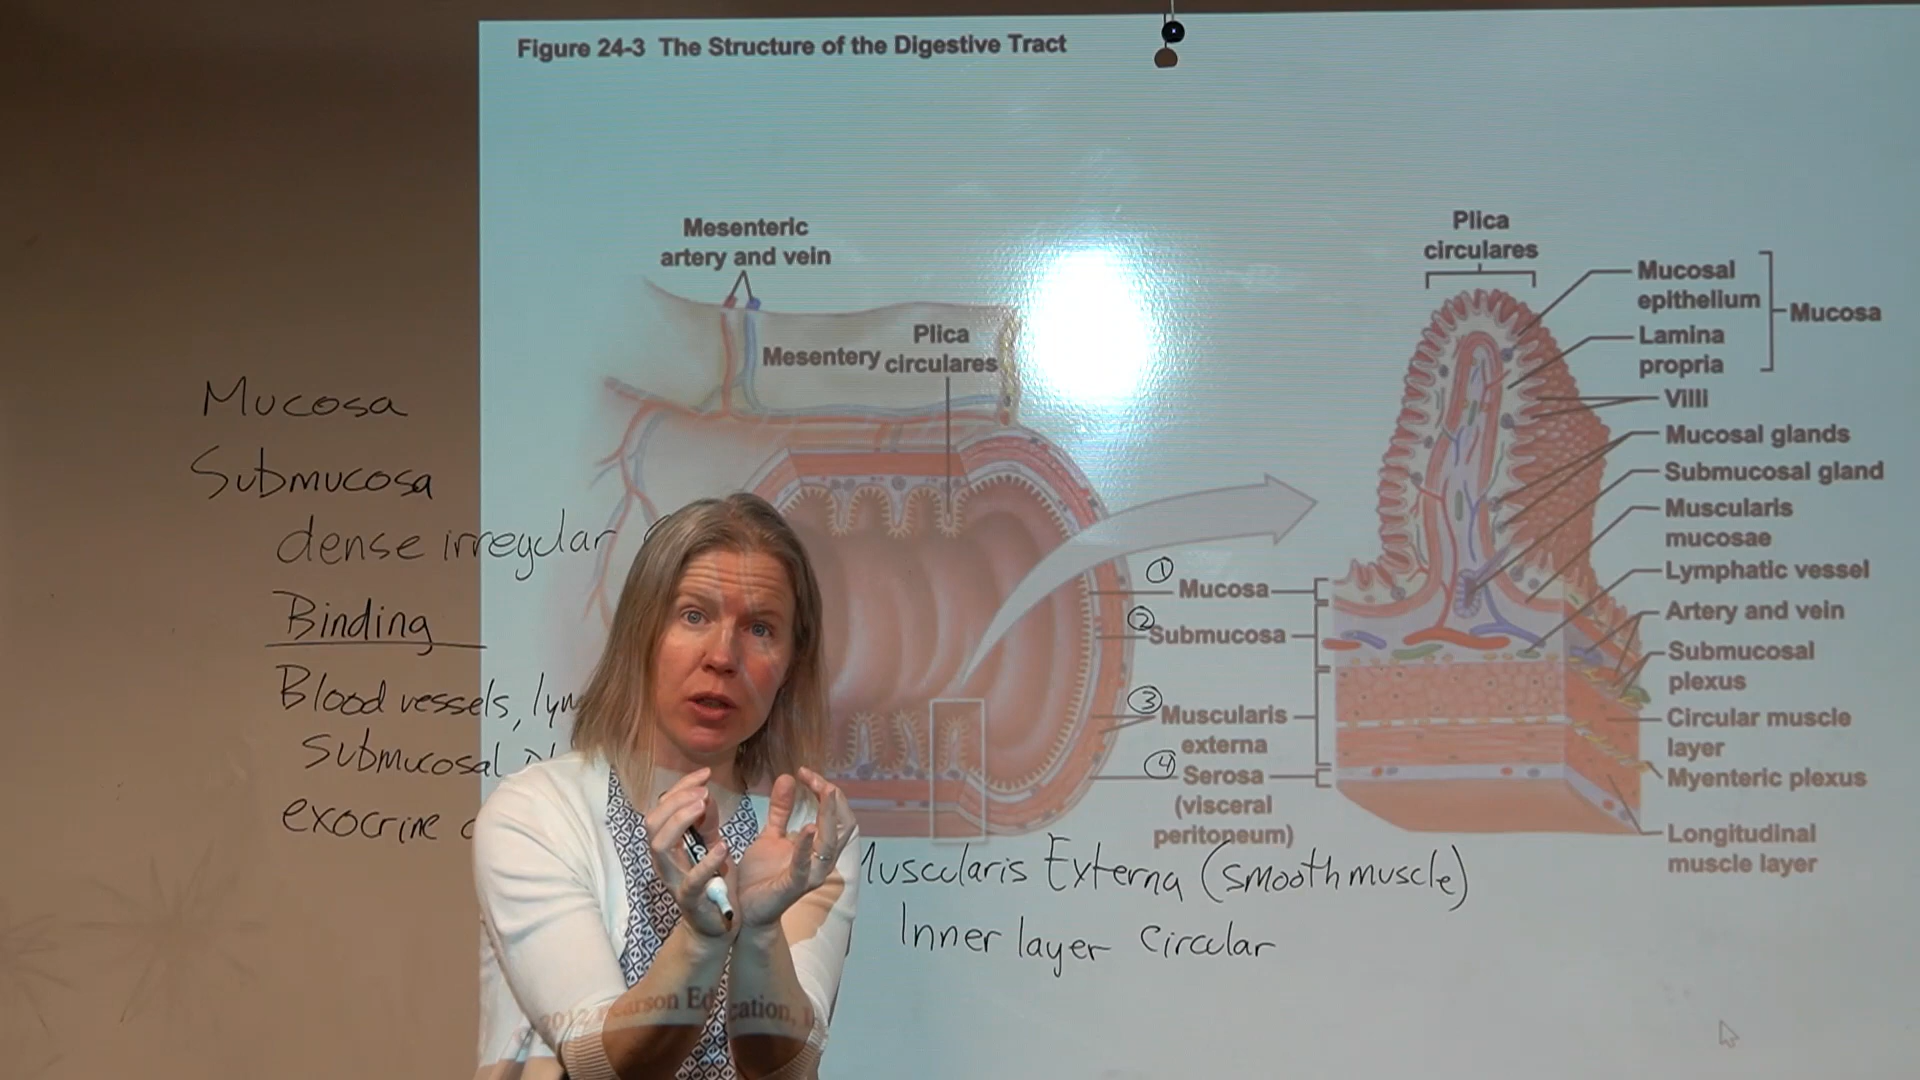 Figure 24-3 The Structure of the Digestive Tract
Mesenteric
artery and vein
Mesentery
Plica
circulares
Plica
circulares
Mucosal
epithelium
Mucosa
Lamina
propria
Villi
Mucosal glands
Submucosal gland
Muscularis
mucosae
Lymphatic vessel
Artery and vein
Submucosal
plexus
Circular muscle
layer
Myenteric plexus
Longitudinal
muscle layer
① Mucosa
② Submucosa
③ Muscularis
externa
④ Serosa
(visceral
peritoneum)
Mucosa
Submucosa
dense irregular
Binding
Blood vessels,
Submucosal
exocrine
Muscularis Externa (smooth muscle)
Inner layer circular
2012 Pearson Education,